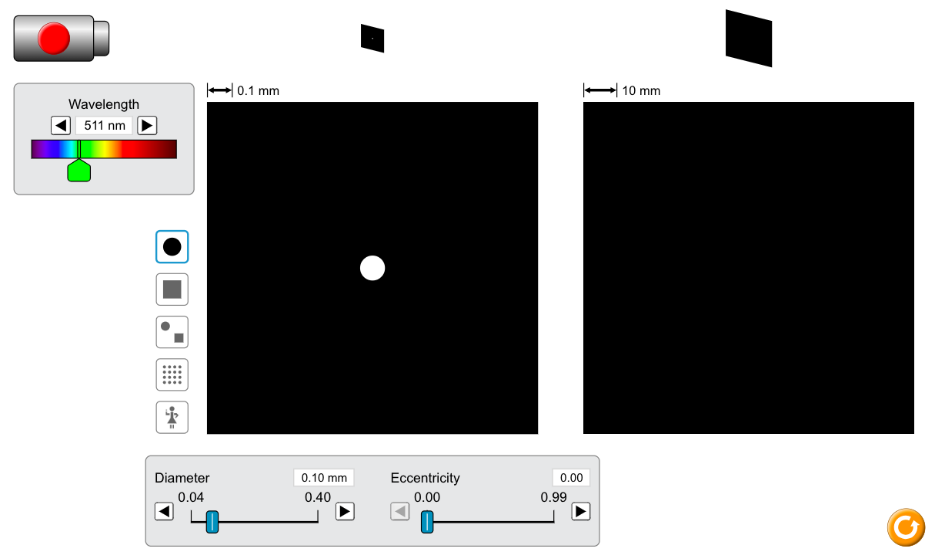 0.1 mm
10 mm
Wavelength
511 nm
Diameter
0.10 mm
0.04
0.40
Eccentricity
0.00
0.00
0.99